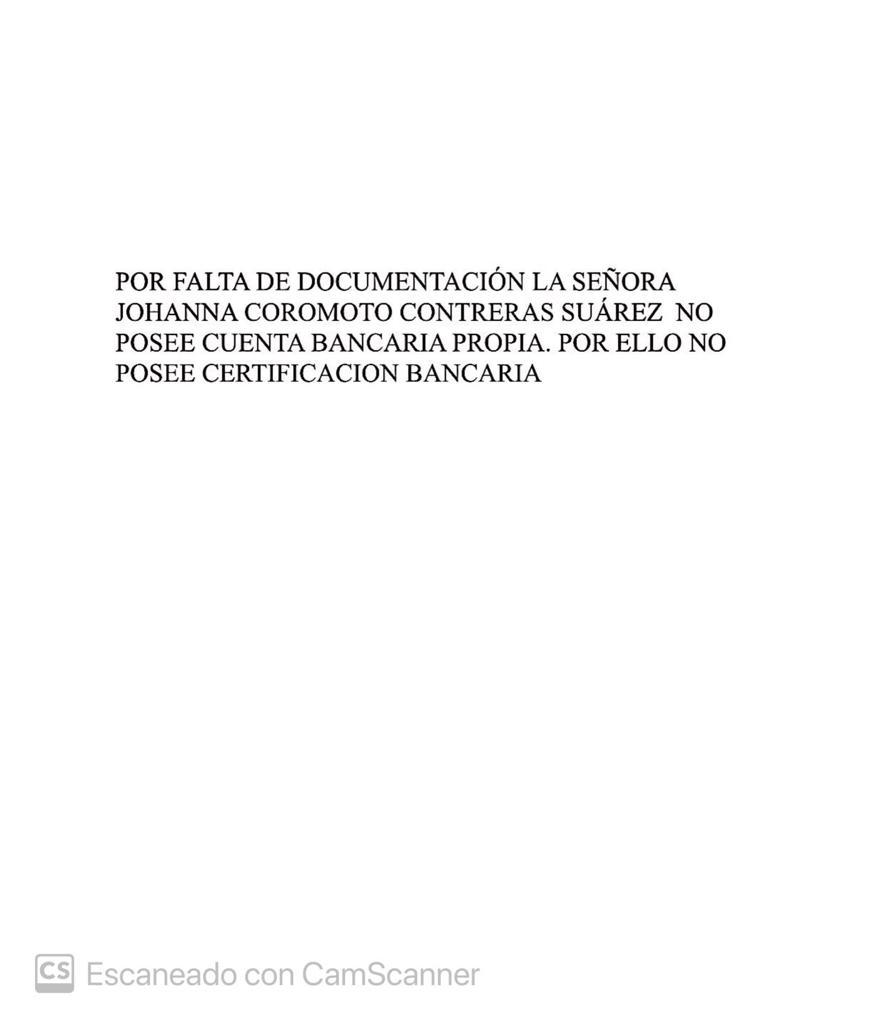 POR FALTA DE DOCUMENTACIÓN LA SEÑORA
JOHANNA COROMOTO CONTRERAS SUÁREZ NO
POSEE CUENTA BANCARIA PROPIA. POR ELLO NO
POSEE CERTIFICACION BANCARIA
CS Escaneado con CamScanner